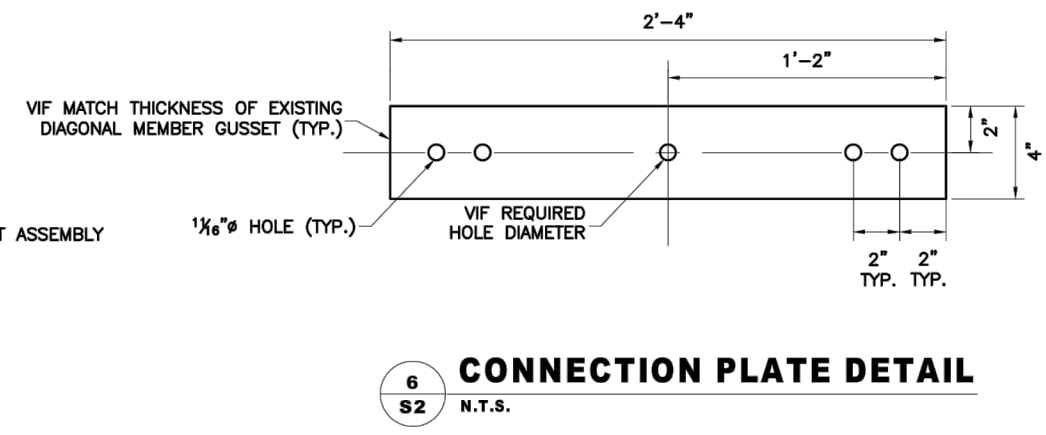 2'-4"
1'-2"
VIF MATCH THICKNESS OF EXISTING
DIAGONAL MEMBER GUSSET (TYP.)
2"
4"
T ASSEMBLY
11/16"ø HOLE (TYP.)
VIF REQUIRED
HOLE DIAMETER
2" 2"
TYP. TYP.
6
S2
CONNECTION PLATE DETAIL
N.T.S.